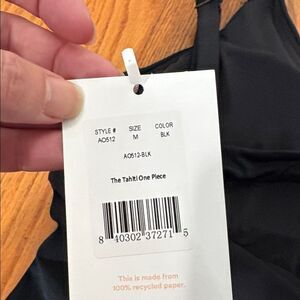 STYLE # SIZE COLOR
AO512 M BLK
AO512-BLK
The Tahiti One Piece
8 40302 37271 5
This is made from
100% recycled paper.